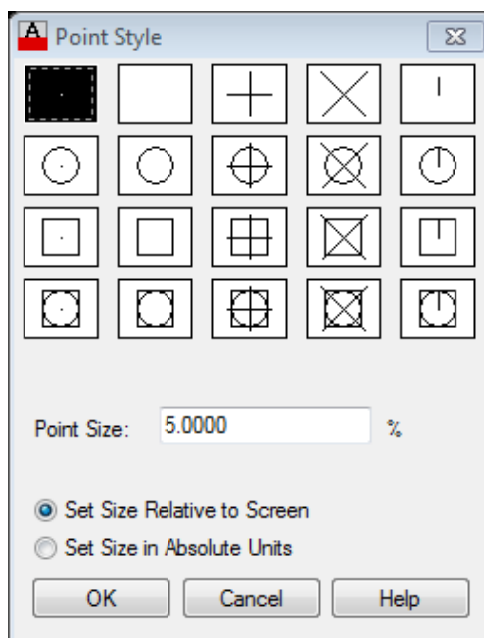 A Point Style
Point Size: 5.0000 %
Set Size Relative to Screen
Set Size in Absolute Units
OK Cancel Help